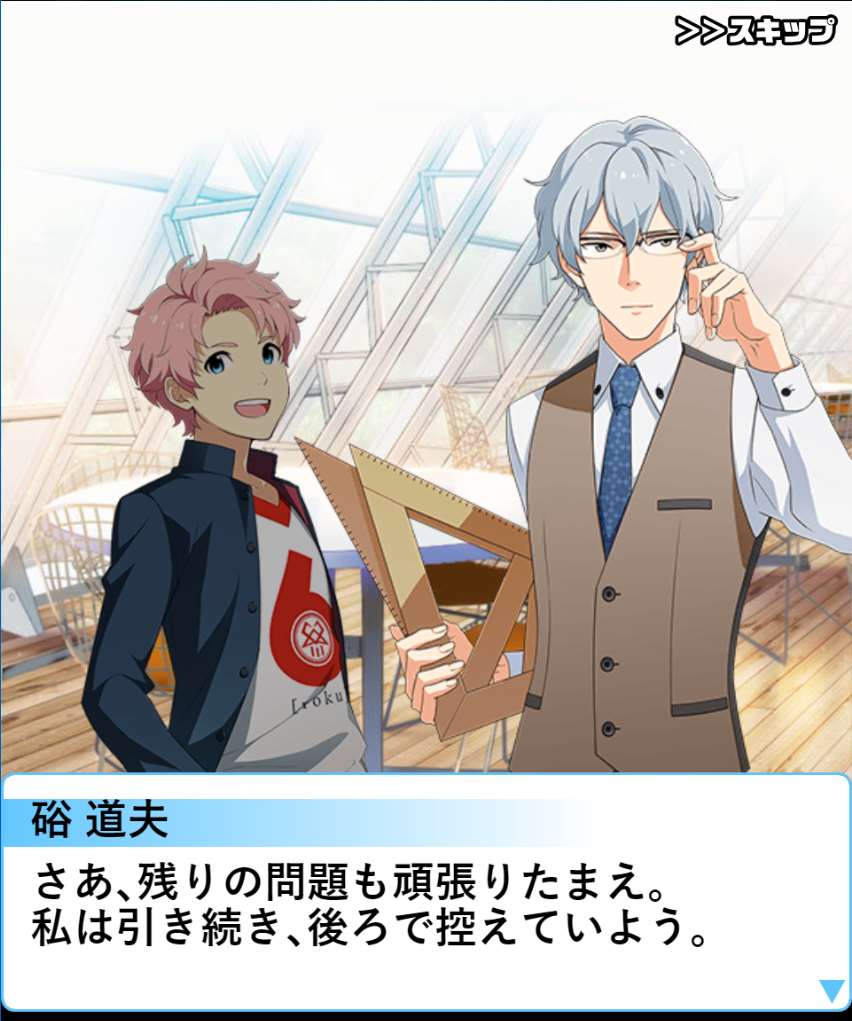 >>スキップ
6
[roku]
硲 道夫
さあ、残りの問題も頑張りたまえ。
私は引き続き、後ろで控えていよう。